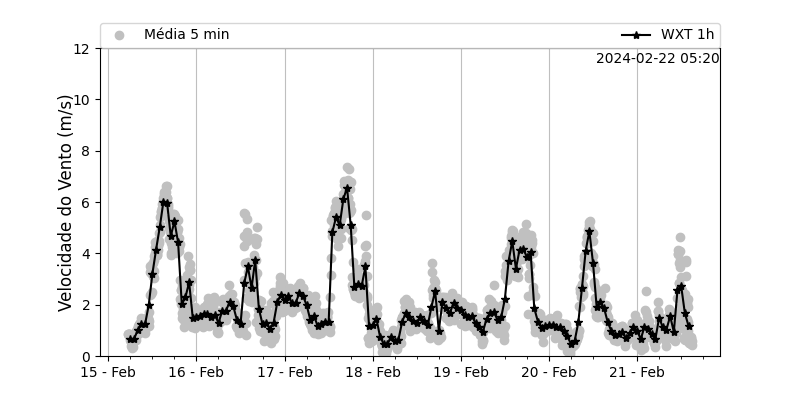 Média 5 min WXT 1h
2024-02-22 05:20
Velocidade do Vento (m/s)
12
10
8
6
4
2
0
15 - Feb 16 - Feb 17 - Feb 18 - Feb 19 - Feb 20 - Feb 21 - Feb